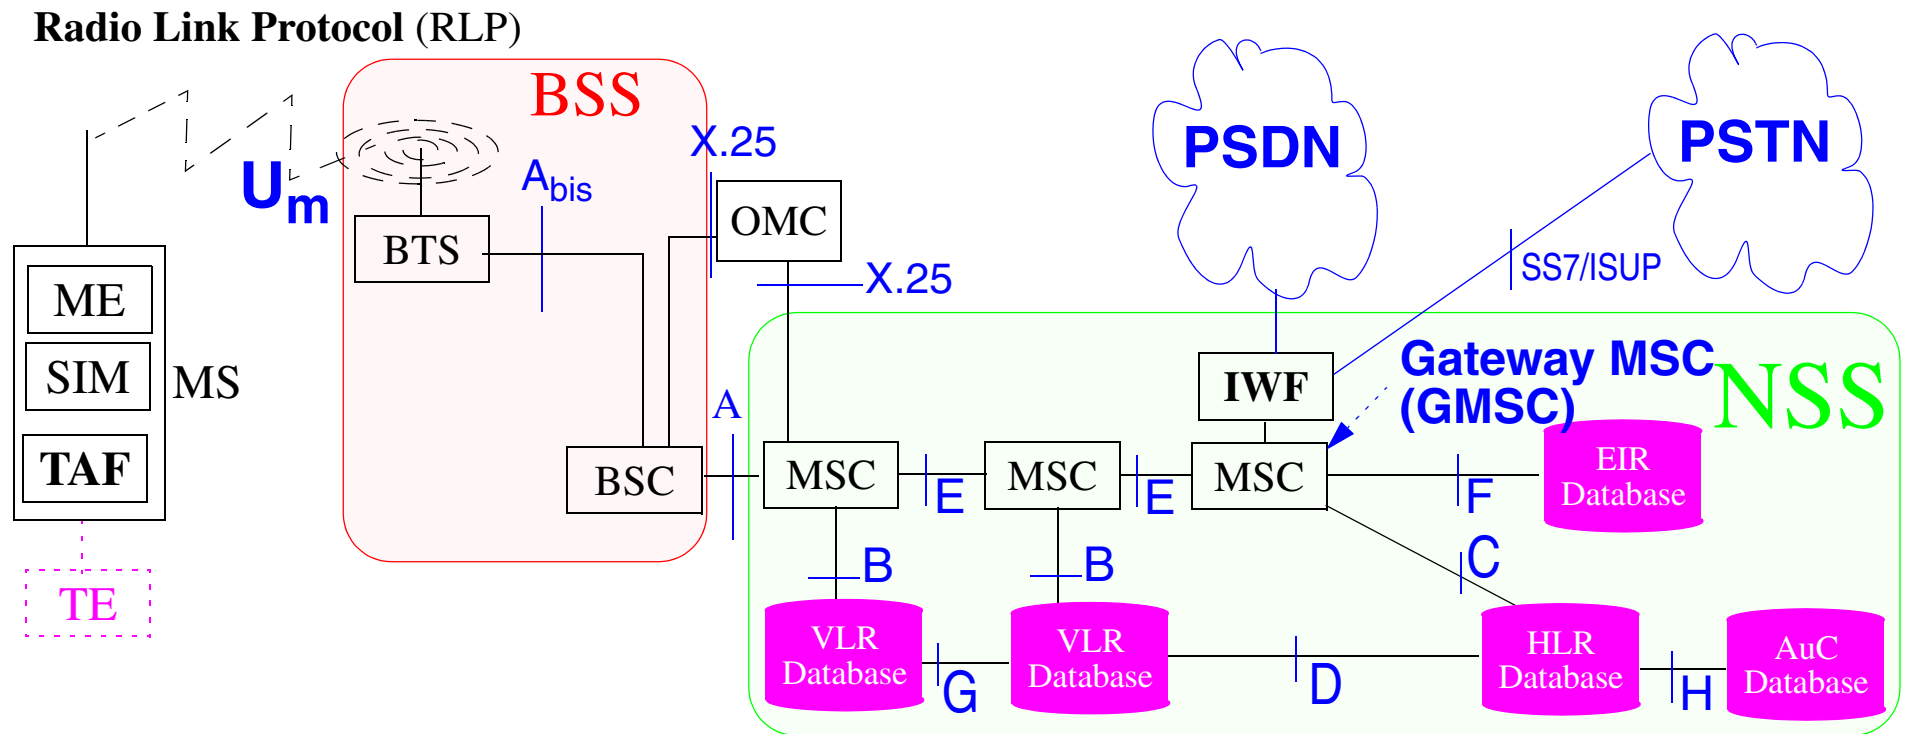 Radio Link Protocol (RLP)
BSS
PSDN
PSTN
X.25
Um
Abis
BTS
OMC
X.25
SS7/ISUP
ME
SIM
MS
TAF
TE
IWF
Gateway MSC
(GMSC)
NSS
A
BSC
MSC
E
MSC
E
MSC
F
EIR
Database
B
B
C
VLR
Database
G
VLR
Database
D
HLR
Database
H
AuC
Database